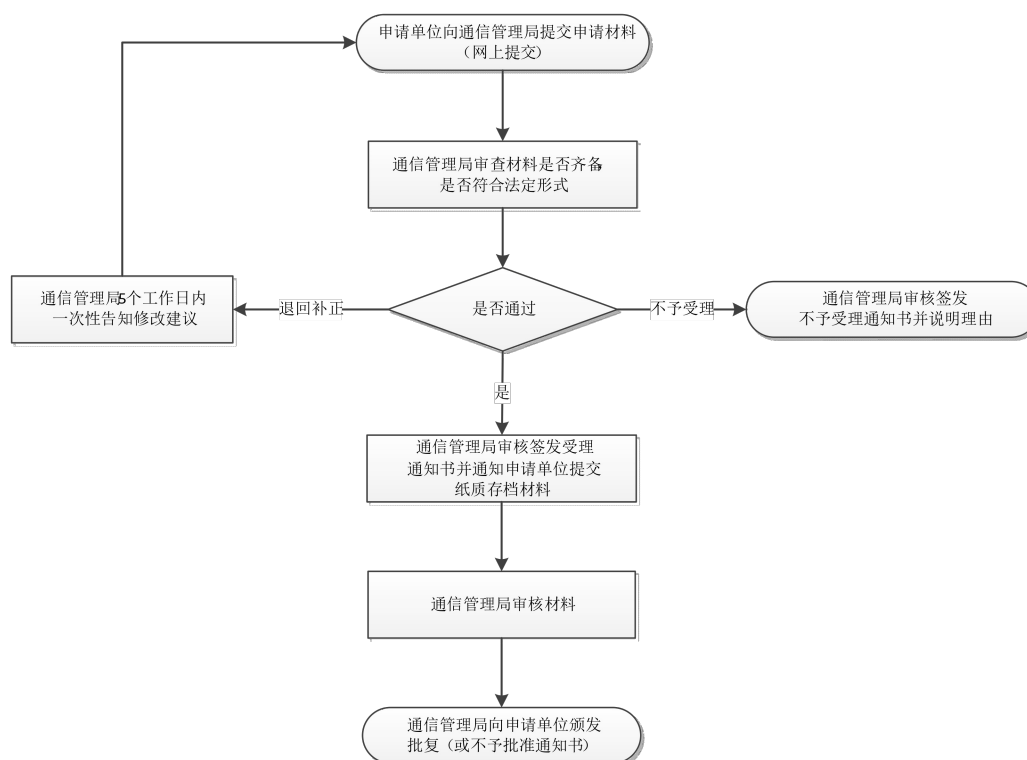 申请单位向通信管理局提交申请材料
（网上提交）
通信管理局审查材料是否齐备，
是否符合法定形式
通信管理局5个工作日内
一次性告知修改建议
退回补正
是否通过
不予受理
通信管理局审核签发
不予受理通知书并说明理由
是
通信管理局审核签发受理
通知书并通知申请单位提交
纸质存档材料
通信管理局审核材料
通信管理局向申请单位颁发
批复（或不予批准通知书）